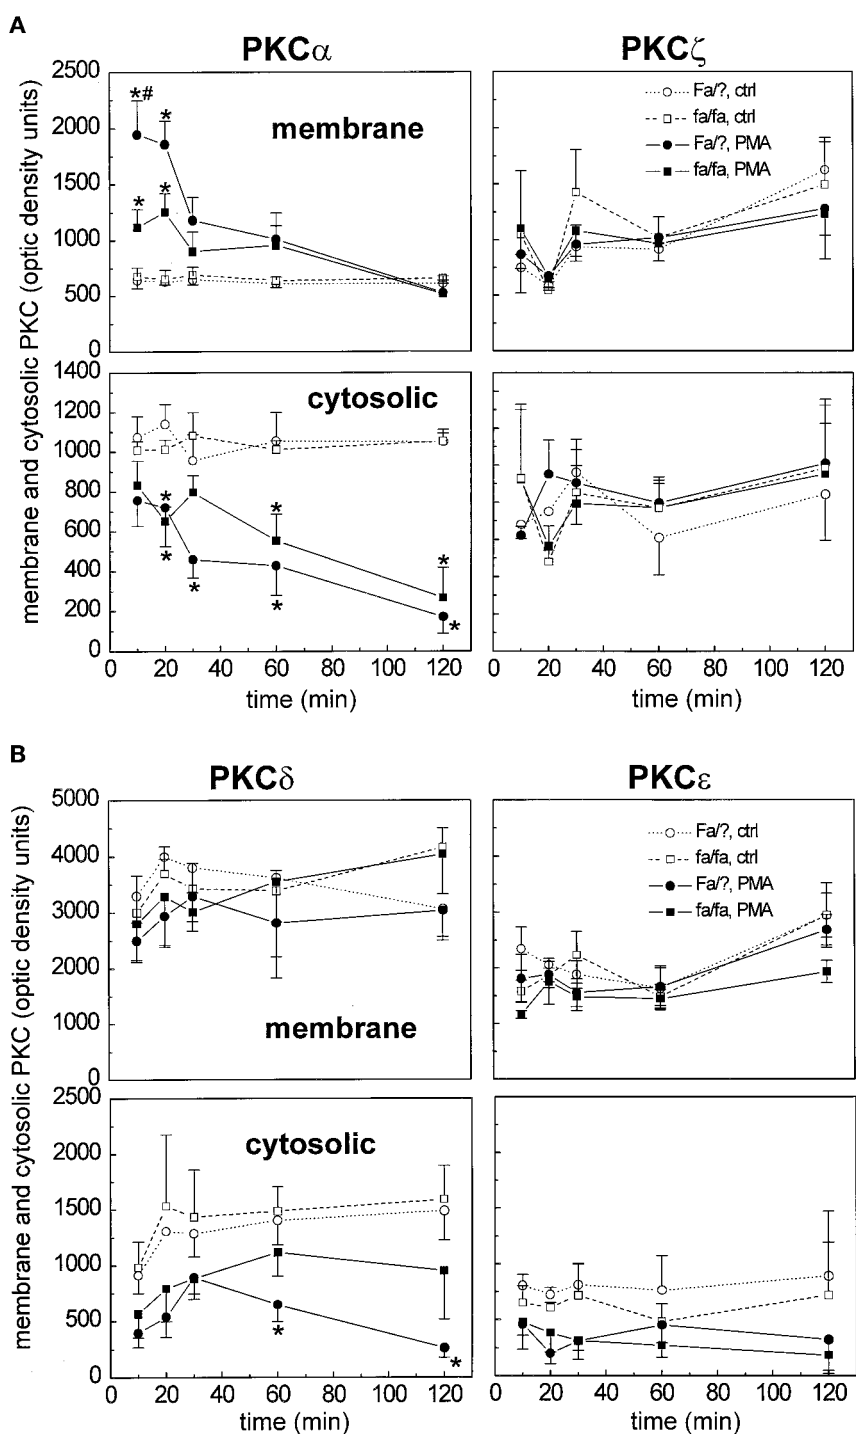 A
PKCα
PKCζ
membrane and cytosolic PKC (optic density units)
2500
2000
1500
1000
500
0
*#
*
*
*
membrane
Fa/?, ctrl
fa/fa, ctrl
Fa/?, PMA
fa/fa, PMA
1400
1200
1000
800
600
400
200
0
cytosolic
*
*
*
*
*
*
*
0 20 40 60 80 100 120
time (min)
0 20 40 60 80 100 120
time (min)
B
PKCδ
PKCε
membrane and cytosolic PKC (optic density units)
5000
4000
3000
2000
1000
0
membrane
Fa/?, ctrl
fa/fa, ctrl
Fa/?, PMA
fa/fa, PMA
2500
2000
1500
1000
500
0
cytosolic
*
*
0 20 40 60 80 100 120
time (min)
0 20 40 60 80 100 120
time (min)